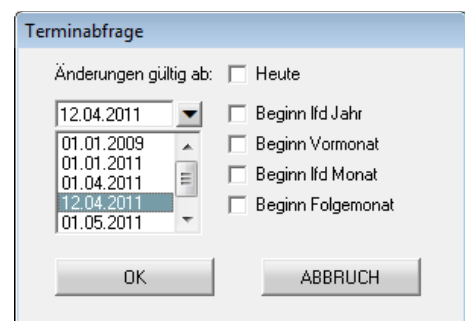 Terminabfrage
Änderungen gültig ab:
Heute
12.04.2011
Beginn lfd Jahr
01.01.2009
Beginn Vormonat
01.01.2011
01.04.2011
Beginn lfd Monat
12.04.2011
Beginn Folgemonat
01.05.2011
OK
ABBRUCH